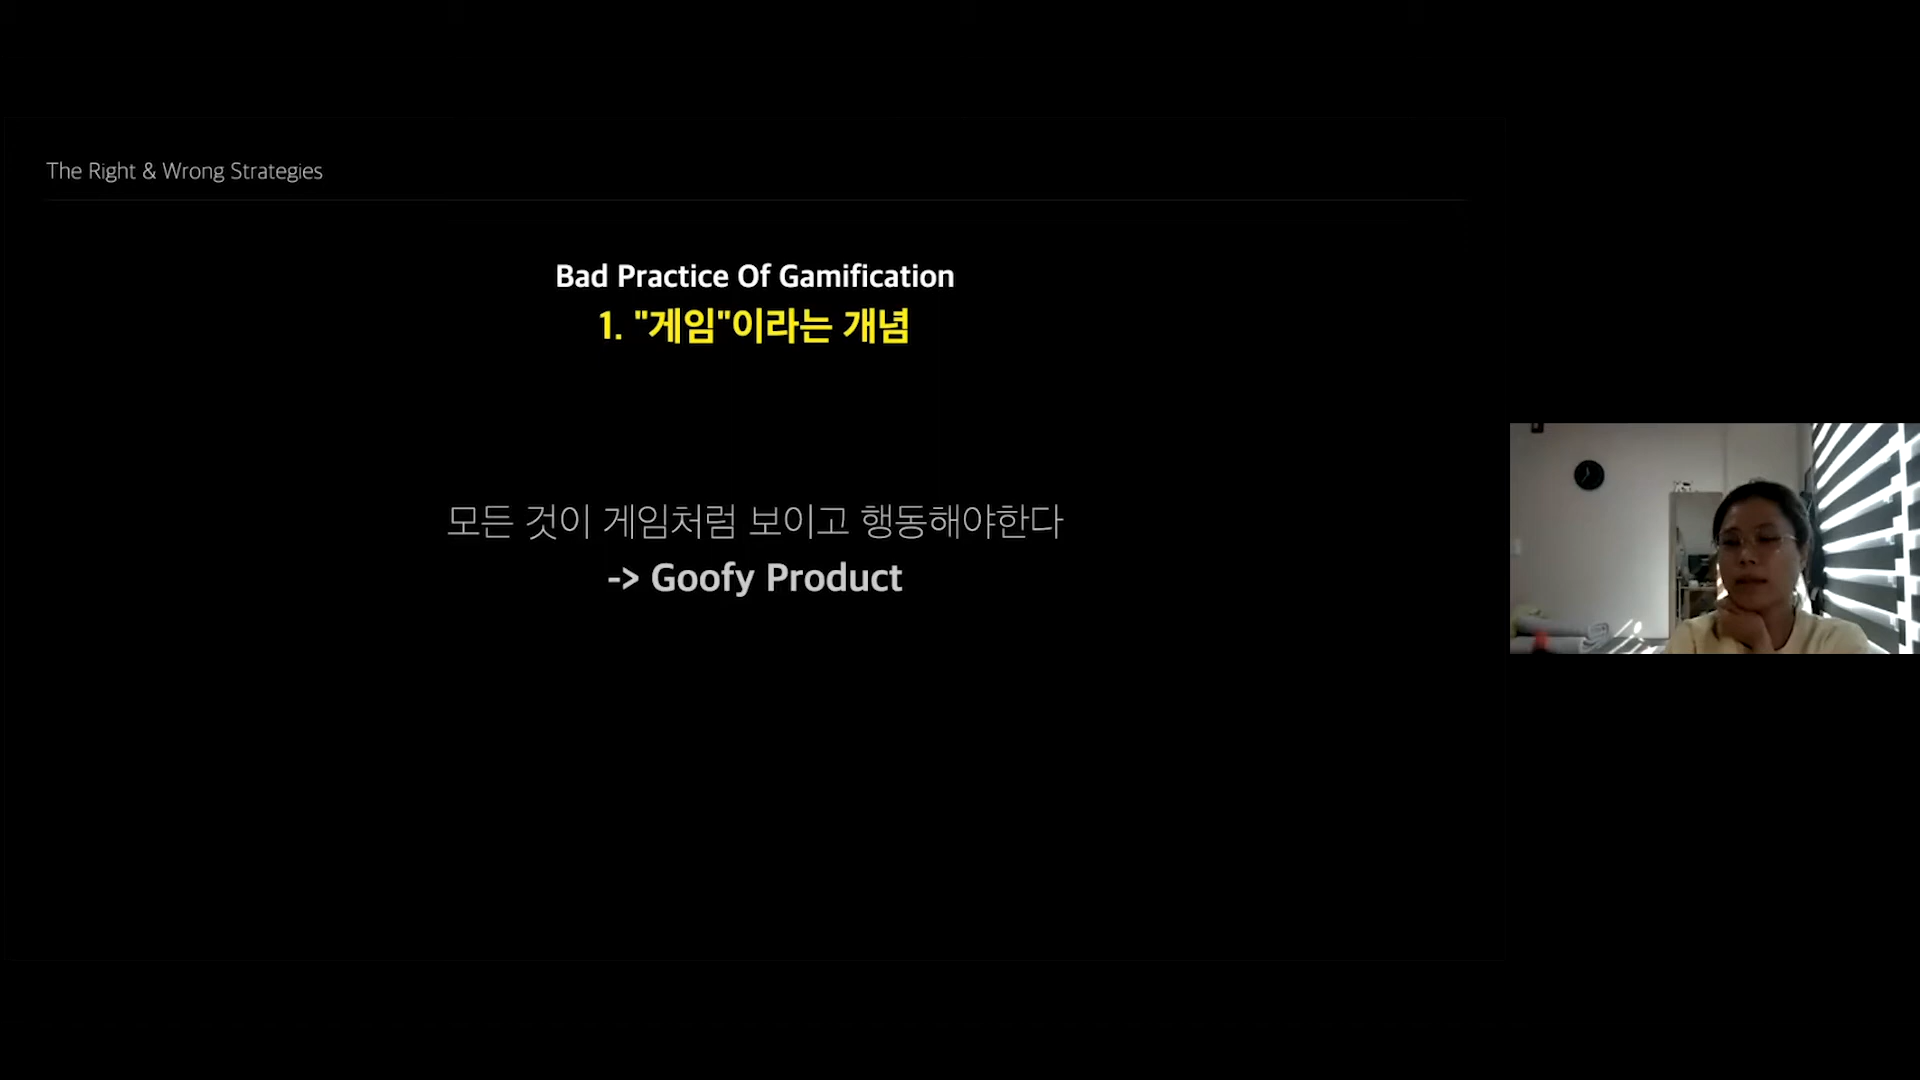 The Right & Wrong Strategies
Bad Practice Of Gamification
1. "게임"이라는 개념
모든 것이 게임처럼 보이고 행동해야한다
-> Goofy Product